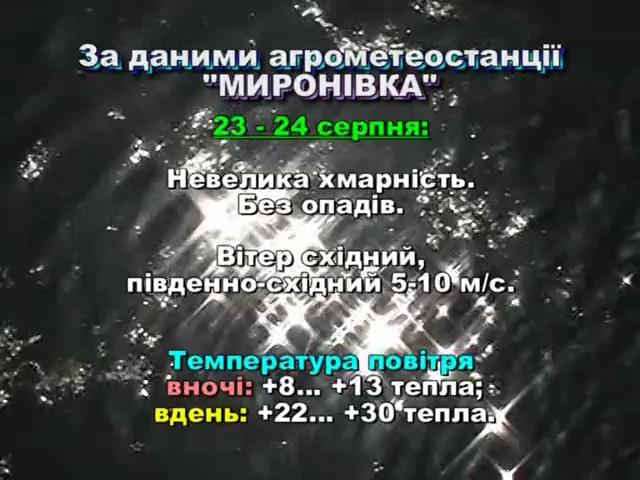 За даними агрометеостанції
"МИРОНІВКА"
23 - 24 серпня:
Невелика хмарність.
Без опадів.
Вітер східний,
південно-східний 5-10 м/с.
Температура повітря
вночі: +8... +13 тепла;
вдень: +22... +30 тепла.